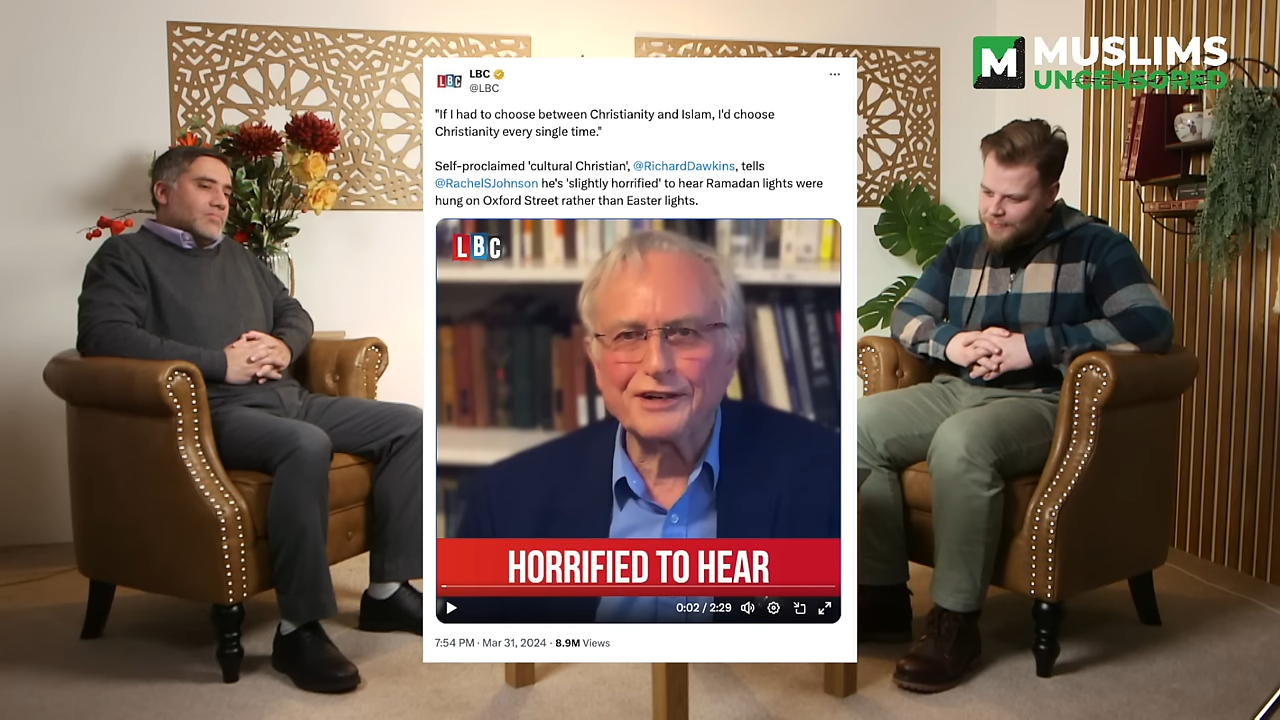 MUSLIMS
UNCENSORED
M
LBC
LBC
@LBC
"If I had to choose between Christianity and Islam, I'd choose
Christianity every single time."
Self-proclaimed 'cultural Christian', @RichardDawkins, tells
@RachelSJohnson he's 'slightly horrified' to hear Ramadan lights were
hung on Oxford Street rather than Easter lights.
LBC
HORRIFIED TO HEAR
0:02 / 2:29
7:54 PM · Mar 31, 2024 · 8.9M Views